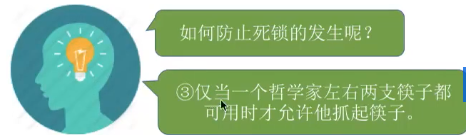 如何防止死锁的发生呢？
③仅当一个哲学家左右两支筷子都
可用时才允许他抓起筷子。